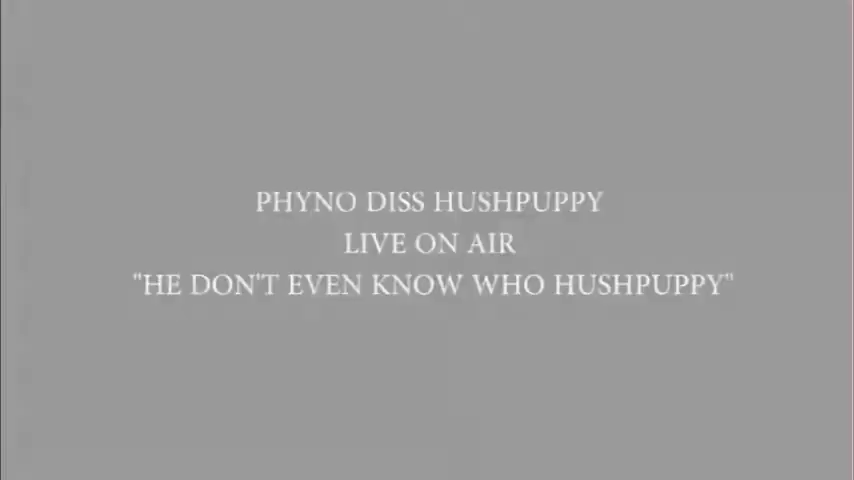 PHYNO DISS HUSHPUPPY
LIVE ON AIR
"HE DON'T EVEN KNOW WHO HUSHPUPPY"